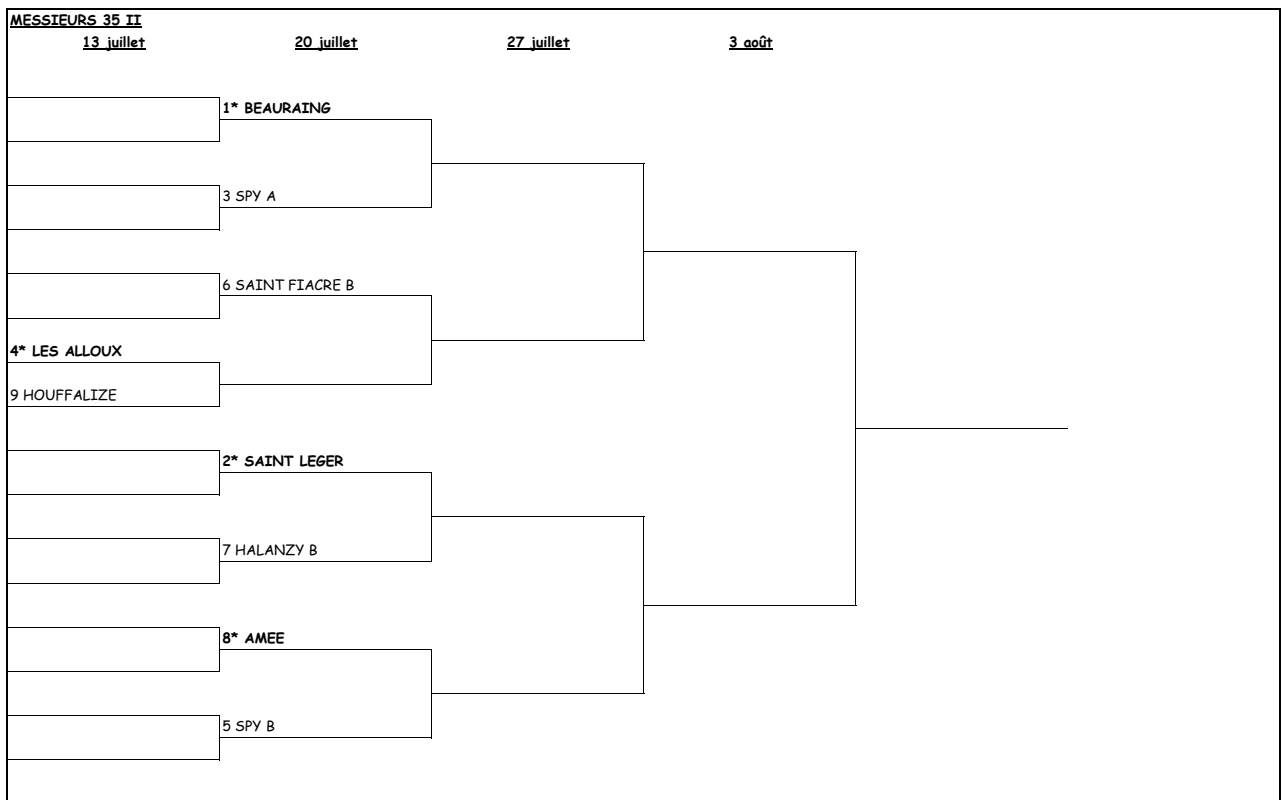 MESSIEURS 35 II
13 juillet 20 juillet 27 juillet 3 août
1* BEAURAING
3 SPY A
6 SAINT FIACRE B
4* LES ALLOUX
9 HOUFFALIZE
2* SAINT LEGER
7 HALANZY B
8* AMEE
5 SPY B